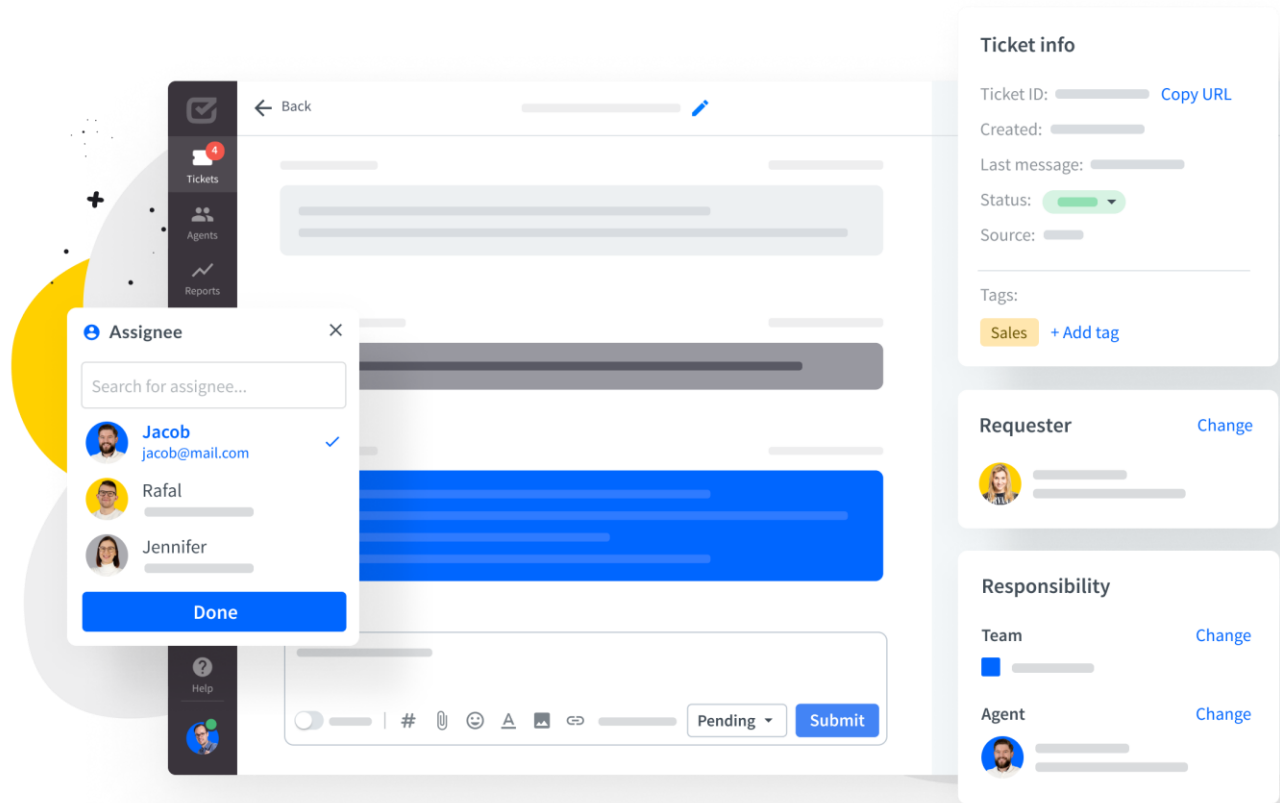 Back
4
Tickets
Agents
Reports
Assignee
Search for assignee...
Jacob
jacob@mail.com
Rafal
Jennifer
Done
Help
Pending
Submit
Ticket info
Ticket ID:
Copy URL
Created:
Last message:
Status:
Source:
Tags:
Sales
+ Add tag
Requester
Change
Responsibility
Team
Change
Agent
Change